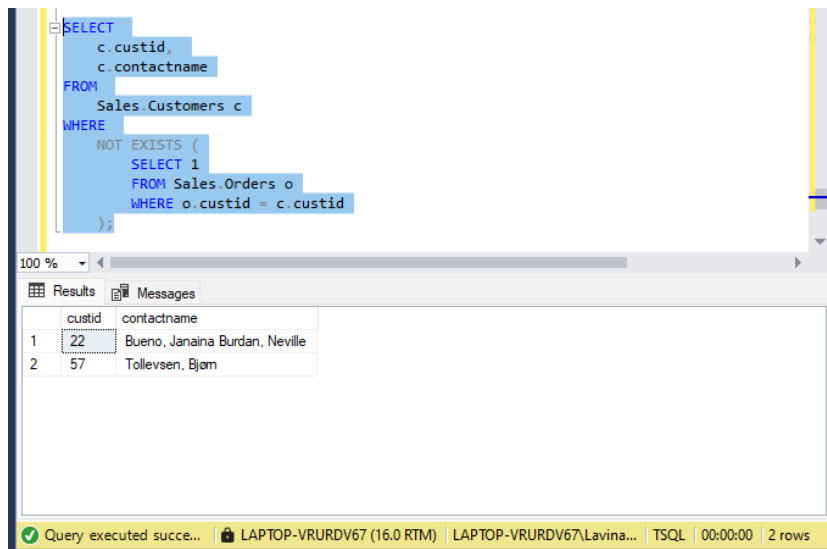 SELECT
c.custid,
c.contactname
FROM
Sales.Customers c
WHERE
NOT EXISTS (
SELECT 1
FROM Sales.Orders o
WHERE o.custid = c.custid
);
100 %
Results Messages
custid contactname
1 22 Bueno, Janaina Burdan, Neville
2 57 Tollevsen, Bjørn
Query executed succe... LAPTOP-VRURDV67 (16.0 RTM) LAPTOP-VRURDV67\Lavina... TSQL 00:00:00 2 rows